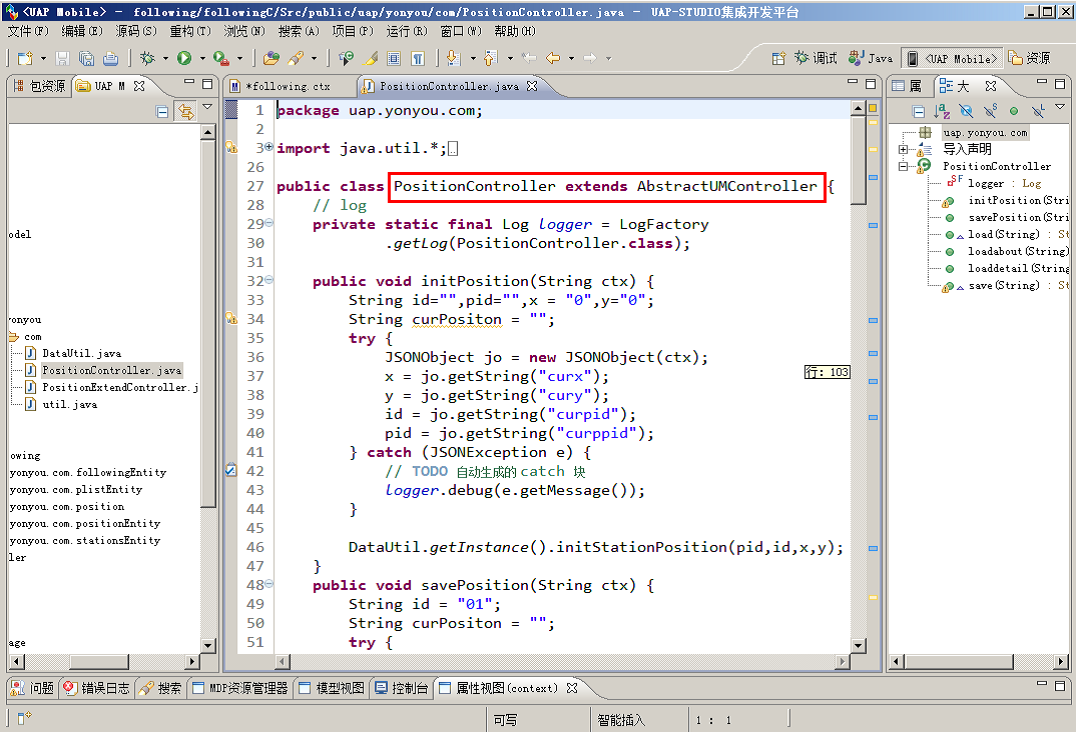 <UAP Mobile> - following/followingC/Src/public/uap/yonyou/com/PositionController.java - UAP-STUDIO集成开发平台
文件(F) 编辑(E) 源码(S) 重构(T) 浏览(N) 搜索(A) 项目(P) 运行(R) 窗口(W) 帮助(H)
调试 Java <UAP Mobile> 资源
包资源 UAP M
odel
yonyou
com
DataUtil.java
PositionController.java
PositionExtendController.j
util.java
owing
yonyou.com.followingEntity
yonyou.com.plistEntity
yonyou.com.position
yonyou.com.positionEntity
yonyou.com.stationsEntity
ler
age
*following.ctx PositionController.java
1 package uap.yonyou.com;
2
3 import java.util.*;
26
27 public class PositionController extends AbstractUMController {
28 // log
29 private static final Log logger = LogFactory
30 .getLog(PositionController.class);
31
32 public void initPosition(String ctx) {
33 String id="",pid="",x = "0",y="0";
34 String curPositon = "";
35 try {
36 JSONObject jo = new JSONObject(ctx);
37 x = jo.getString("curx");
38 y = jo.getString("cury");
39 id = jo.getString("curpid");
40 pid = jo.getString("curppid");
41 } catch (JSONException e) {
42 // TODO 自动生成的 catch 块
43 logger.debug(e.getMessage());
44 }
45
46 DataUtil.getInstance().initStationPosition(pid,id,x,y);
47 }
48 public void savePosition(String ctx) {
49 String id = "01";
50 String curPositon = "";
51 try {
行: 103
属 大
uap.yonyou.com
导入声明
PositionController
logger : Log
initPosition(Stri
savePosition(Stri
load(String) : St
loadabout(String)
loaddetail(String
save(String) : St
问题 错误日志 搜索 MDP资源管理器 模型视图 控制台 属性视图(context)
可写 智能插入 1 : 1